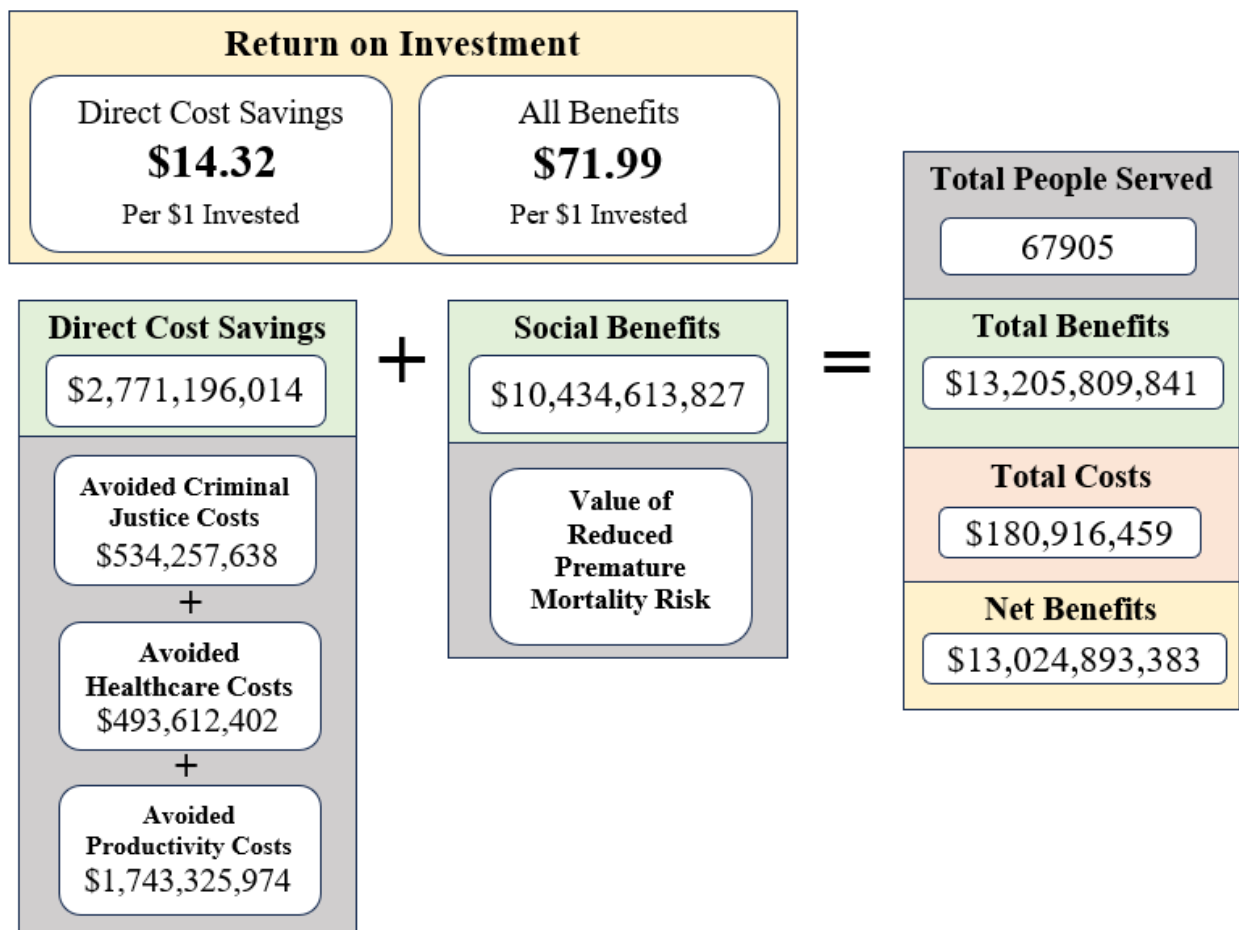 Return on Investment
Direct Cost Savings
$14.32
Per $1 Invested
All Benefits
$71.99
Per $1 Invested
Direct Cost Savings
$2,771,196,014
Avoided Criminal
Justice Costs
$534,257,638
+
Avoided
Healthcare Costs
$493,612,402
+
Avoided
Productivity Costs
$1,743,325,974
+
Social Benefits
$10,434,613,827
Value of
Reduced
Premature
Mortality Risk
=
Total People Served
67905
Total Benefits
$13,205,809,841
Total Costs
$180,916,459
Net Benefits
$13,024,893,383